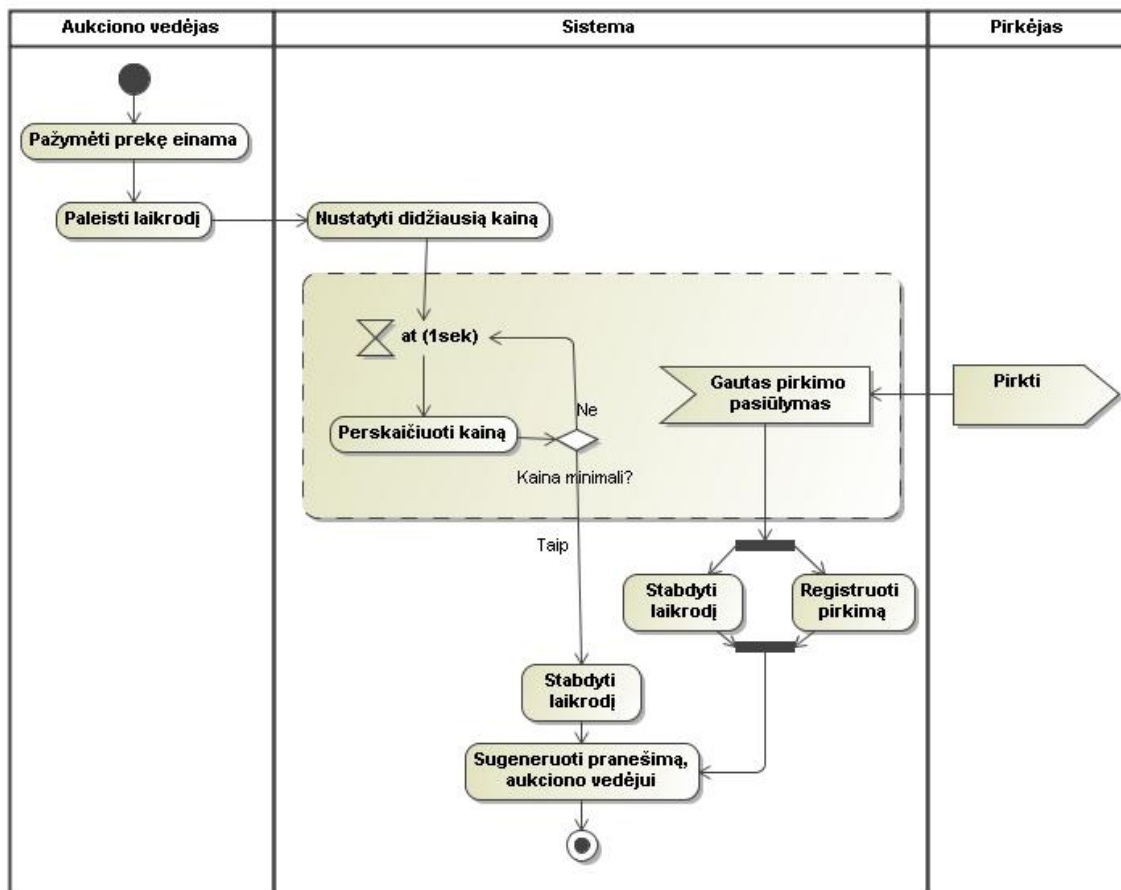 Aukciono vedėjas
Sistema
Pirkėjas
Pažymėti prekę einama
Paleisti laikrodį
Nustatyti didžiausią kainą
at (1sek)
Gautas pirkimo
pasiūlymas
Pirkti
Ne
Perskaičiuoti kainą
Kaina minimali?
Taip
Stabdyti
laikrodį
Registruoti
pirkimą
Stabdyti
laikrodį
Sugeneruoti pranešimą,
aukciono vedėjui